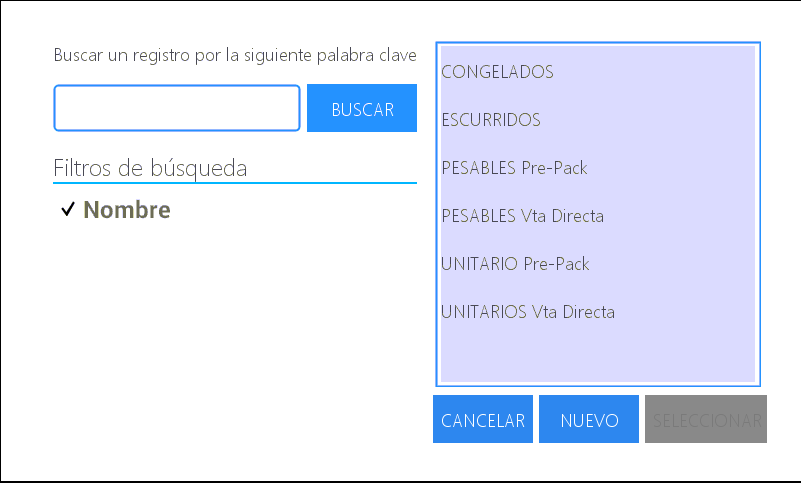 Buscar un registro por la siguiente palabra clave
BUSCAR
Filtros de búsqueda
Nombre
CONGELADOS
ESCURRIDOS
PESABLES Pre-Pack
PESABLES Vta Directa
UNITARIO Pre-Pack
UNITARIOS Vta Directa
CANCELAR
NUEVO
SELECCIONAR